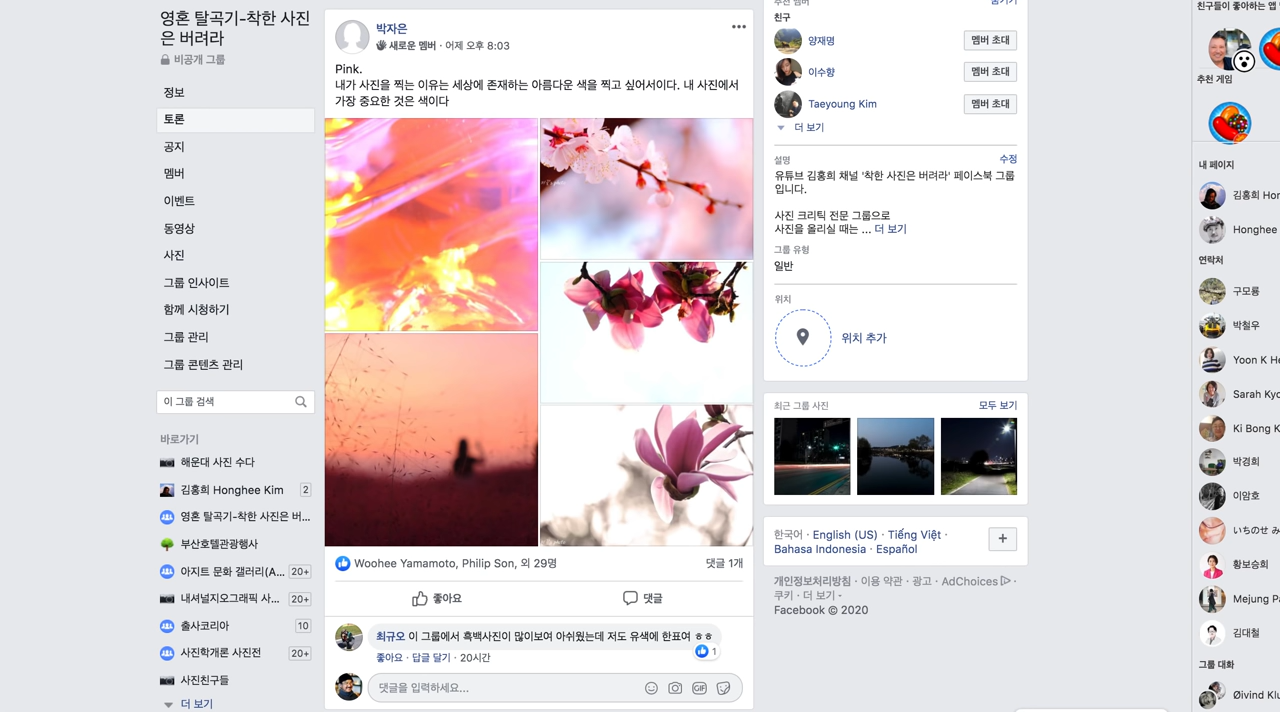 영혼 탈곡기-착한 사진
은 버려라
비공개 그룹
정보
토론
공지
멤버
이벤트
동영상
사진
그룹 인사이트
함께 시청하기
그룹 관리
그룹 콘텐츠 관리
이 그룹 검색
바로가기
해운대 사진 수다
김홍희 Honghee Kim 2
영혼 탈곡기-착한 사진은 버...
부산호텔관광행사
아지트 문화 갤러리(A... 20+
내셔널지오그래픽 사... 20+
출사코리아 10
사진학개론 사진전 20+
사진친구들
더 보기
박자은
새로운 멤버 · 어제 오후 8:03
Pink.
내가 사진을 찍는 이유는 세상에 존재하는 아름다운 색을 찍고 싶어서이다. 내 사진에서
가장 중요한 것은 색이다
Woohee Yamamoto, Philip Son, 외 29명
댓글 1개
좋아요
댓글
최규오 이 그룹에서 흑백사진이 많이보여 아쉬웠는데 저도 유색에 한표여 ㅎㅎ
1
좋아요 · 답글 달기 · 20시간
댓글을 입력하세요...
GIF
추천 멤버
숨기기
친구
양재명 멤버 초대
이수향 멤버 초대
Taeyoung Kim 멤버 초대
더 보기
설명 수정
유튜브 김홍희 채널 '착한 사진은 버려라' 페이스북 그룹
입니다.
사진 크리틱 전문 그룹으로
사진을 올리실 때는 ... 더 보기
그룹 유형
일반
위치
위치 추가
최근 그룹 사진 모두 보기
한국어 · English (US) · Tiếng Việt ·
Bahasa Indonesia · Español
+
개인정보처리방침 · 이용 약관 · 광고 · AdChoices ·
쿠키 · 더 보기
Facebook © 2020
친구들이 좋아하는 앱
추천 게임
내 페이지
김홍희 Hon
Honghee
연락처
구모룡
박철우
Yoon K He
Sarah Kyo
Ki Bong K
박경희
이암호
いちのせ み
황보승희
Mejung Pa
김대철
그룹 대화
Øivind Klu